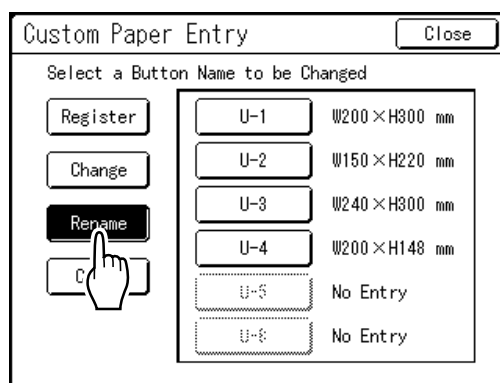 Custom Paper Entry
Close
Select a Button Name to be Changed
Register
Change
Rename
U-1 W200×H300 mm
U-2 W150×H220 mm
U-3 W240×H300 mm
U-4 W200×H148 mm
U-5 No Entry
U-6 No Entry